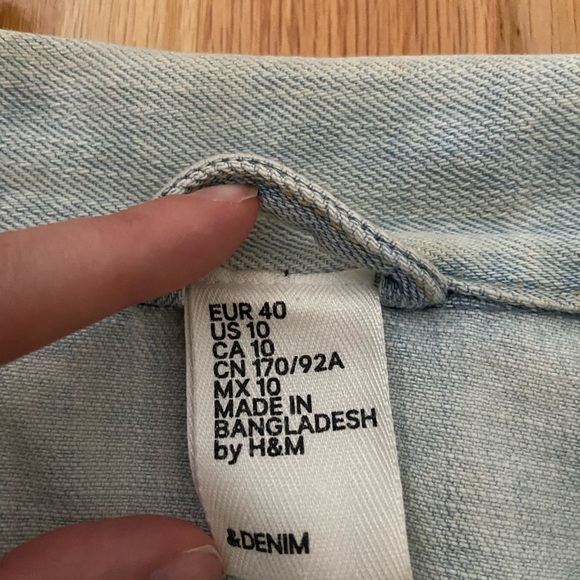 EUR 40
US 10
CA 10
CN 170/92A
MX 10
MADE IN
BANGLADESH
by H&M
&DENIM